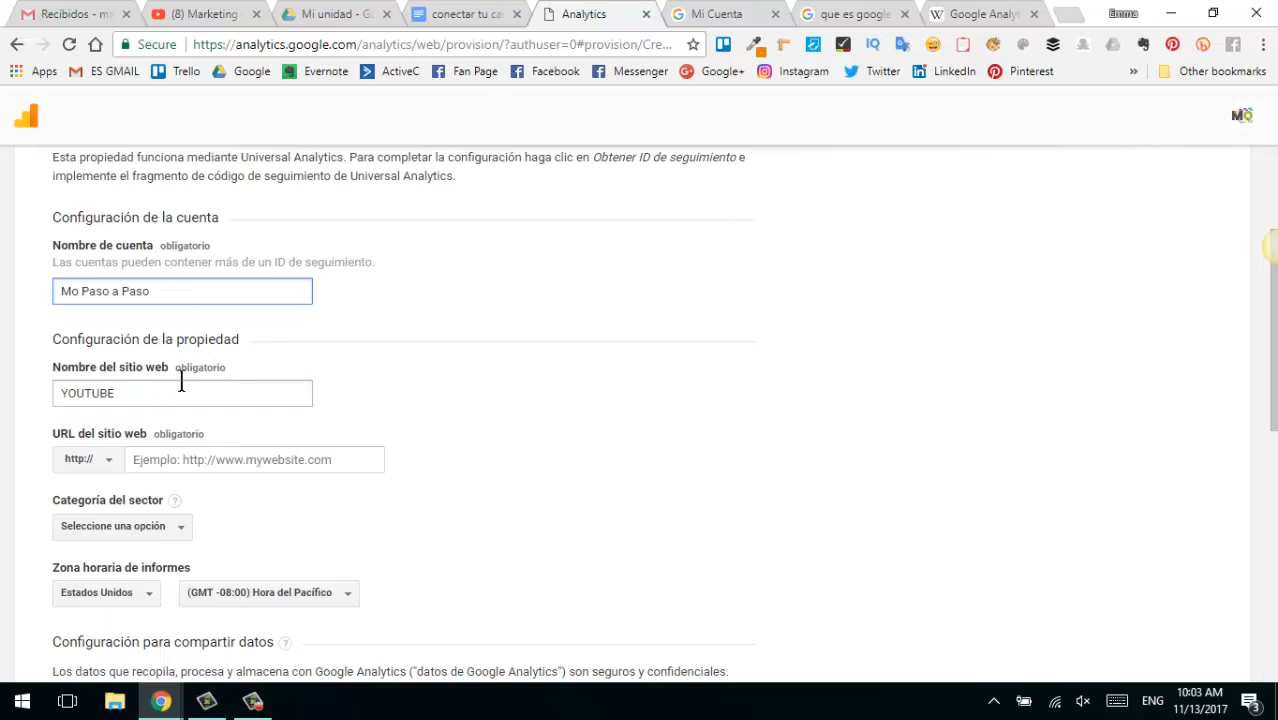 Recibidos - m
(8) Marketing
Mi unidad - G
conectar tu ca
Analytics
Mi Cuenta
que es google
Google Analy
Emma
Secure
https://analytics.google.com/analytics/web/provision/?authuser=0#provision/Cre...
Apps
ES GMAIL
Trello
Google
Evernote
ActiveC
Fan Page
Facebook
Messenger
Google+
Instagram
Twitter
LinkedIn
Pinterest
»
Other bookmarks
Esta propiedad funciona mediante Universal Analytics. Para completar la configuración haga clic en Obtener ID de seguimiento e
implemente el fragmento de código de seguimiento de Universal Analytics.
Configuración de la cuenta
Nombre de cuenta obligatorio
Las cuentas pueden contener más de un ID de seguimiento.
Mo Paso a Paso
Configuración de la propiedad
Nombre del sitio web obligatorio
YOUTUBE
URL del sitio web obligatorio
http://
Ejemplo: http://www.mywebsite.com
Categoría del sector ?
Seleccione una opción
Zona horaria de informes
Estados Unidos
(GMT -08:00) Hora del Pacífico
Configuración para compartir datos ?
Los datos que recopila, procesa y almacena con Google Analytics ("datos de Google Analytics") son seguros y confidenciales.
ENG
10:03 AM
11/13/2017
3